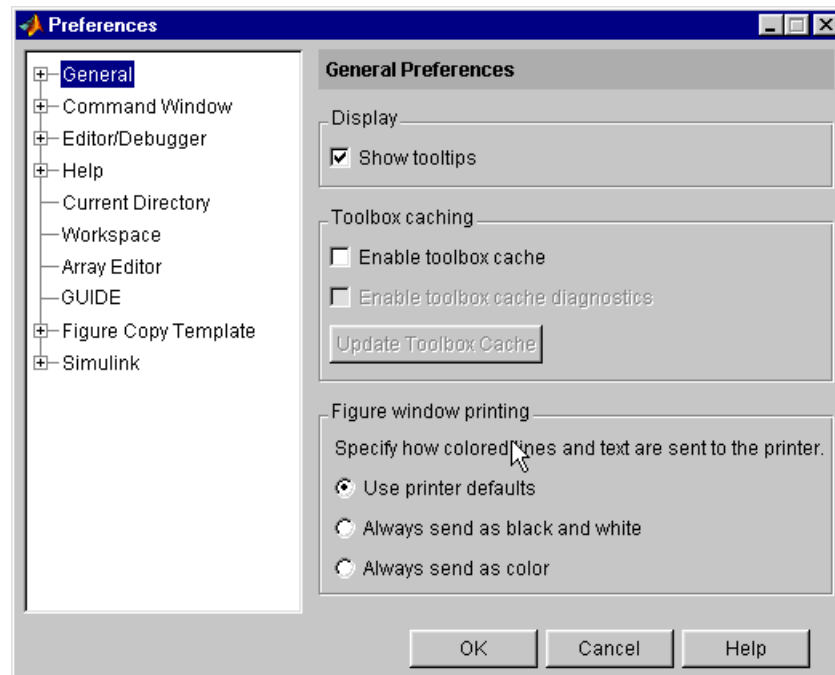 Preferences
General
Command Window
Editor/Debugger
Help
Current Directory
Workspace
Array Editor
GUIDE
Figure Copy Template
Simulink
General Preferences
Display
Show tooltips
Toolbox caching
Enable toolbox cache
Enable toolbox cache diagnostics
Update Toolbox Cache
Figure window printing
Specify how colored lines and text are sent to the printer.
Use printer defaults
Always send as black and white
Always send as color
OK
Cancel
Help